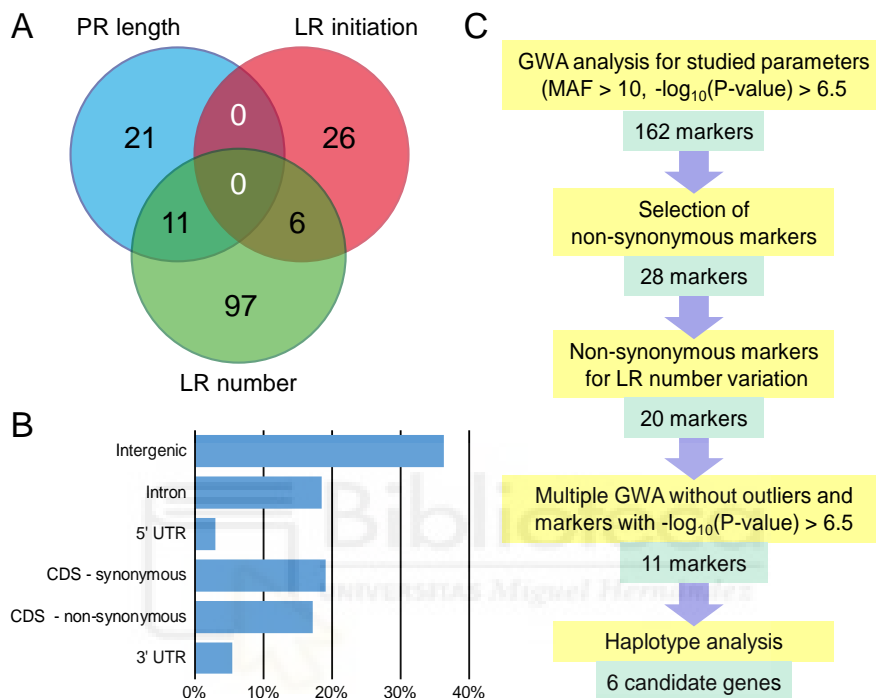 A
PR length
LR initiation
0
21
26
0
11
6
97
LR number
B
Intergenic
Intron
5' UTR
CDS - synonymous
CDS - non-synonymous
3' UTR
0%
10%
20%
30%
40%
C
GWA analysis for studied parameters
(MAF > 10, -log₁₀(P-value) > 6.5
162 markers
Selection of
non-synonymous markers
28 markers
Non-synonymous markers
for LR number variation
20 markers
Multiple GWA without outliers and
markers with -log₁₀(P-value) > 6.5
11 markers
Haplotype analysis
6 candidate genes
Biblioteca
UNIVERSITAS Miguel Hernández